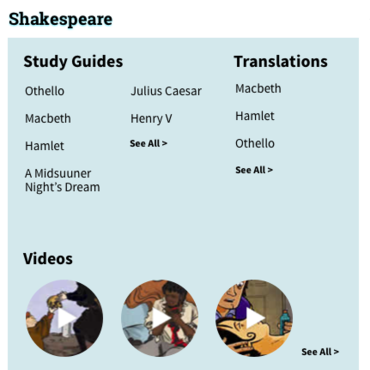 Shakespeare
Study Guides
Othello
Macbeth
Hamlet
A Midsuuner
Night's Dream
Julius Caesar
Henry V
See All >
Translations
Macbeth
Hamlet
Othello
See All >
Videos
See All >